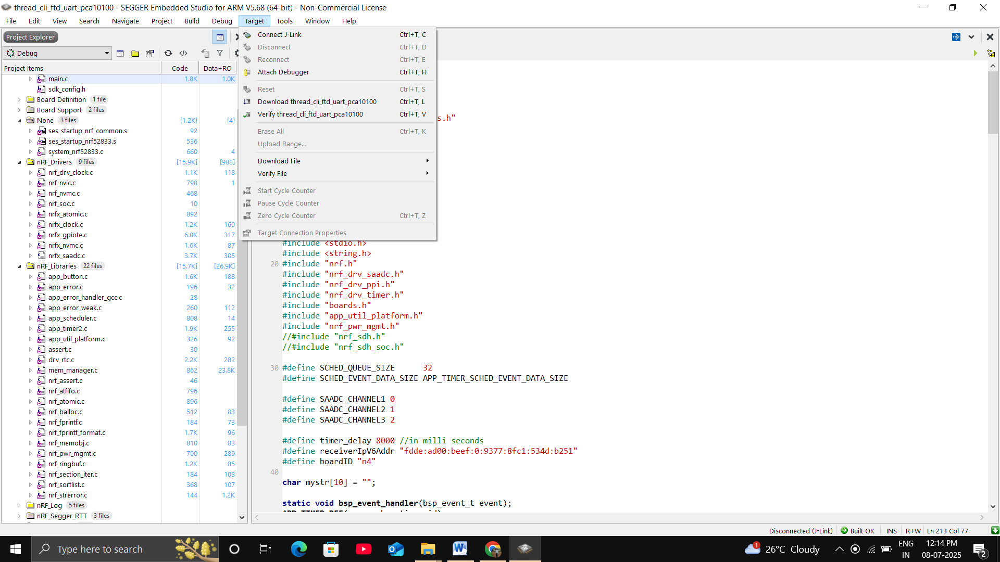 thread_cli_ftd_uart_pca10100 - SEGGER Embedded Studio for ARM V5.68 (64-bit) - Non-Commercial License
File Edit View Search Navigate Project Build Debug Target Tools Window Help
Project Explorer
Debug
Project Items Code Data+RO
main.c 1.8K 1.0K
sdk_config.h
Board Definition 1 file
Board Support 2 files
None 3 files [1.2K] [4]
ses_startup_nrf_common.s 92
ses_startup_nrf52833.s 536
system_nrf52833.c 660 4
nRF_Drivers 9 files [15.9K] [988]
nrf_drv_clock.c 1.1K 118
nrf_nvic.c 798 1
nrf_nvmc.c 468
nrf_soc.c 10
nrfx_atomic.c 892
nrfx_clock.c 1.2K 160
nrfx_gpiote.c 6.0K 317
nrfx_nvmc.c 1.6K 87
nrfx_saadc.c 3.7K 305
nRF_Libraries 22 files [15.7K] [26.9K]
app_button.c 1.6K 188
app_error.c 196 32
app_error_handler_gcc.c 28
app_error_weak.c 260 112
app_scheduler.c 808 14
app_timer2.c 1.9K 255
app_util_platform.c 326 92
assert.c 30
drv_rtc.c 2.2K 282
mem_manager.c 862 23.8K
nrf_assert.c 46
nrf_atfifo.c 796
nrf_atomic.c 896
nrf_balloc.c 512 83
nrf_fprintf.c 184 73
nrf_fprintf_format.c 1.7K 96
nrf_memobj.c 810 83
nrf_pwr_mgmt.c 700 289
nrf_ringbuf.c 1.2K 85
nrf_section_iter.c 184 108
nrf_sortlist.c 368 107
nrf_strerror.c 144 1.2K
nRF_Log 5 files
nRF_Segger_RTT 3 files
Connect J-Link Ctrl+T, C
Disconnect Ctrl+T, D
Reconnect Ctrl+T, E
Attach Debugger Ctrl+T, H
Reset Ctrl+T, S
Download thread_cli_ftd_uart_pca10100 Ctrl+T, L
Verify thread_cli_ftd_uart_pca10100 Ctrl+T, V
Erase All Ctrl+T, K
Upload Range...
Download File
Verify File
Start Cycle Counter
Pause Cycle Counter
Zero Cycle Counter Ctrl+T, Z
Target Connection Properties
s.h"
#include <stdio.h>
#include <string.h>
20 #include "nrf.h"
#include "nrf_drv_saadc.h"
#include "nrf_drv_ppi.h"
#include "nrf_drv_timer.h"
#include "boards.h"
#include "app_util_platform.h"
#include "nrf_pwr_mgmt.h"
//#include "nrf_sdh.h"
//#include "nrf_sdh_soc.h"
30 #define SCHED_QUEUE_SIZE 32
#define SCHED_EVENT_DATA_SIZE APP_TIMER_SCHED_EVENT_DATA_SIZE
#define SAADC_CHANNEL1 0
#define SAADC_CHANNEL2 1
#define SAADC_CHANNEL3 2
#define timer_delay 8000 //in milli seconds
#define receiverIpV6Addr "fdde:ad00:beef:0:9377:8fc1:534d:b251"
#define boardID "n4"
40
char mystr[10] = "";
static void bsp_event_handler(bsp_event_t event);
Disconnected (J-Link) Built OK INS R+W Ln 213 Col 77
Type here to search
1 26°C Cloudy
ENG
IN
12:14 PM
08-07-2025
2